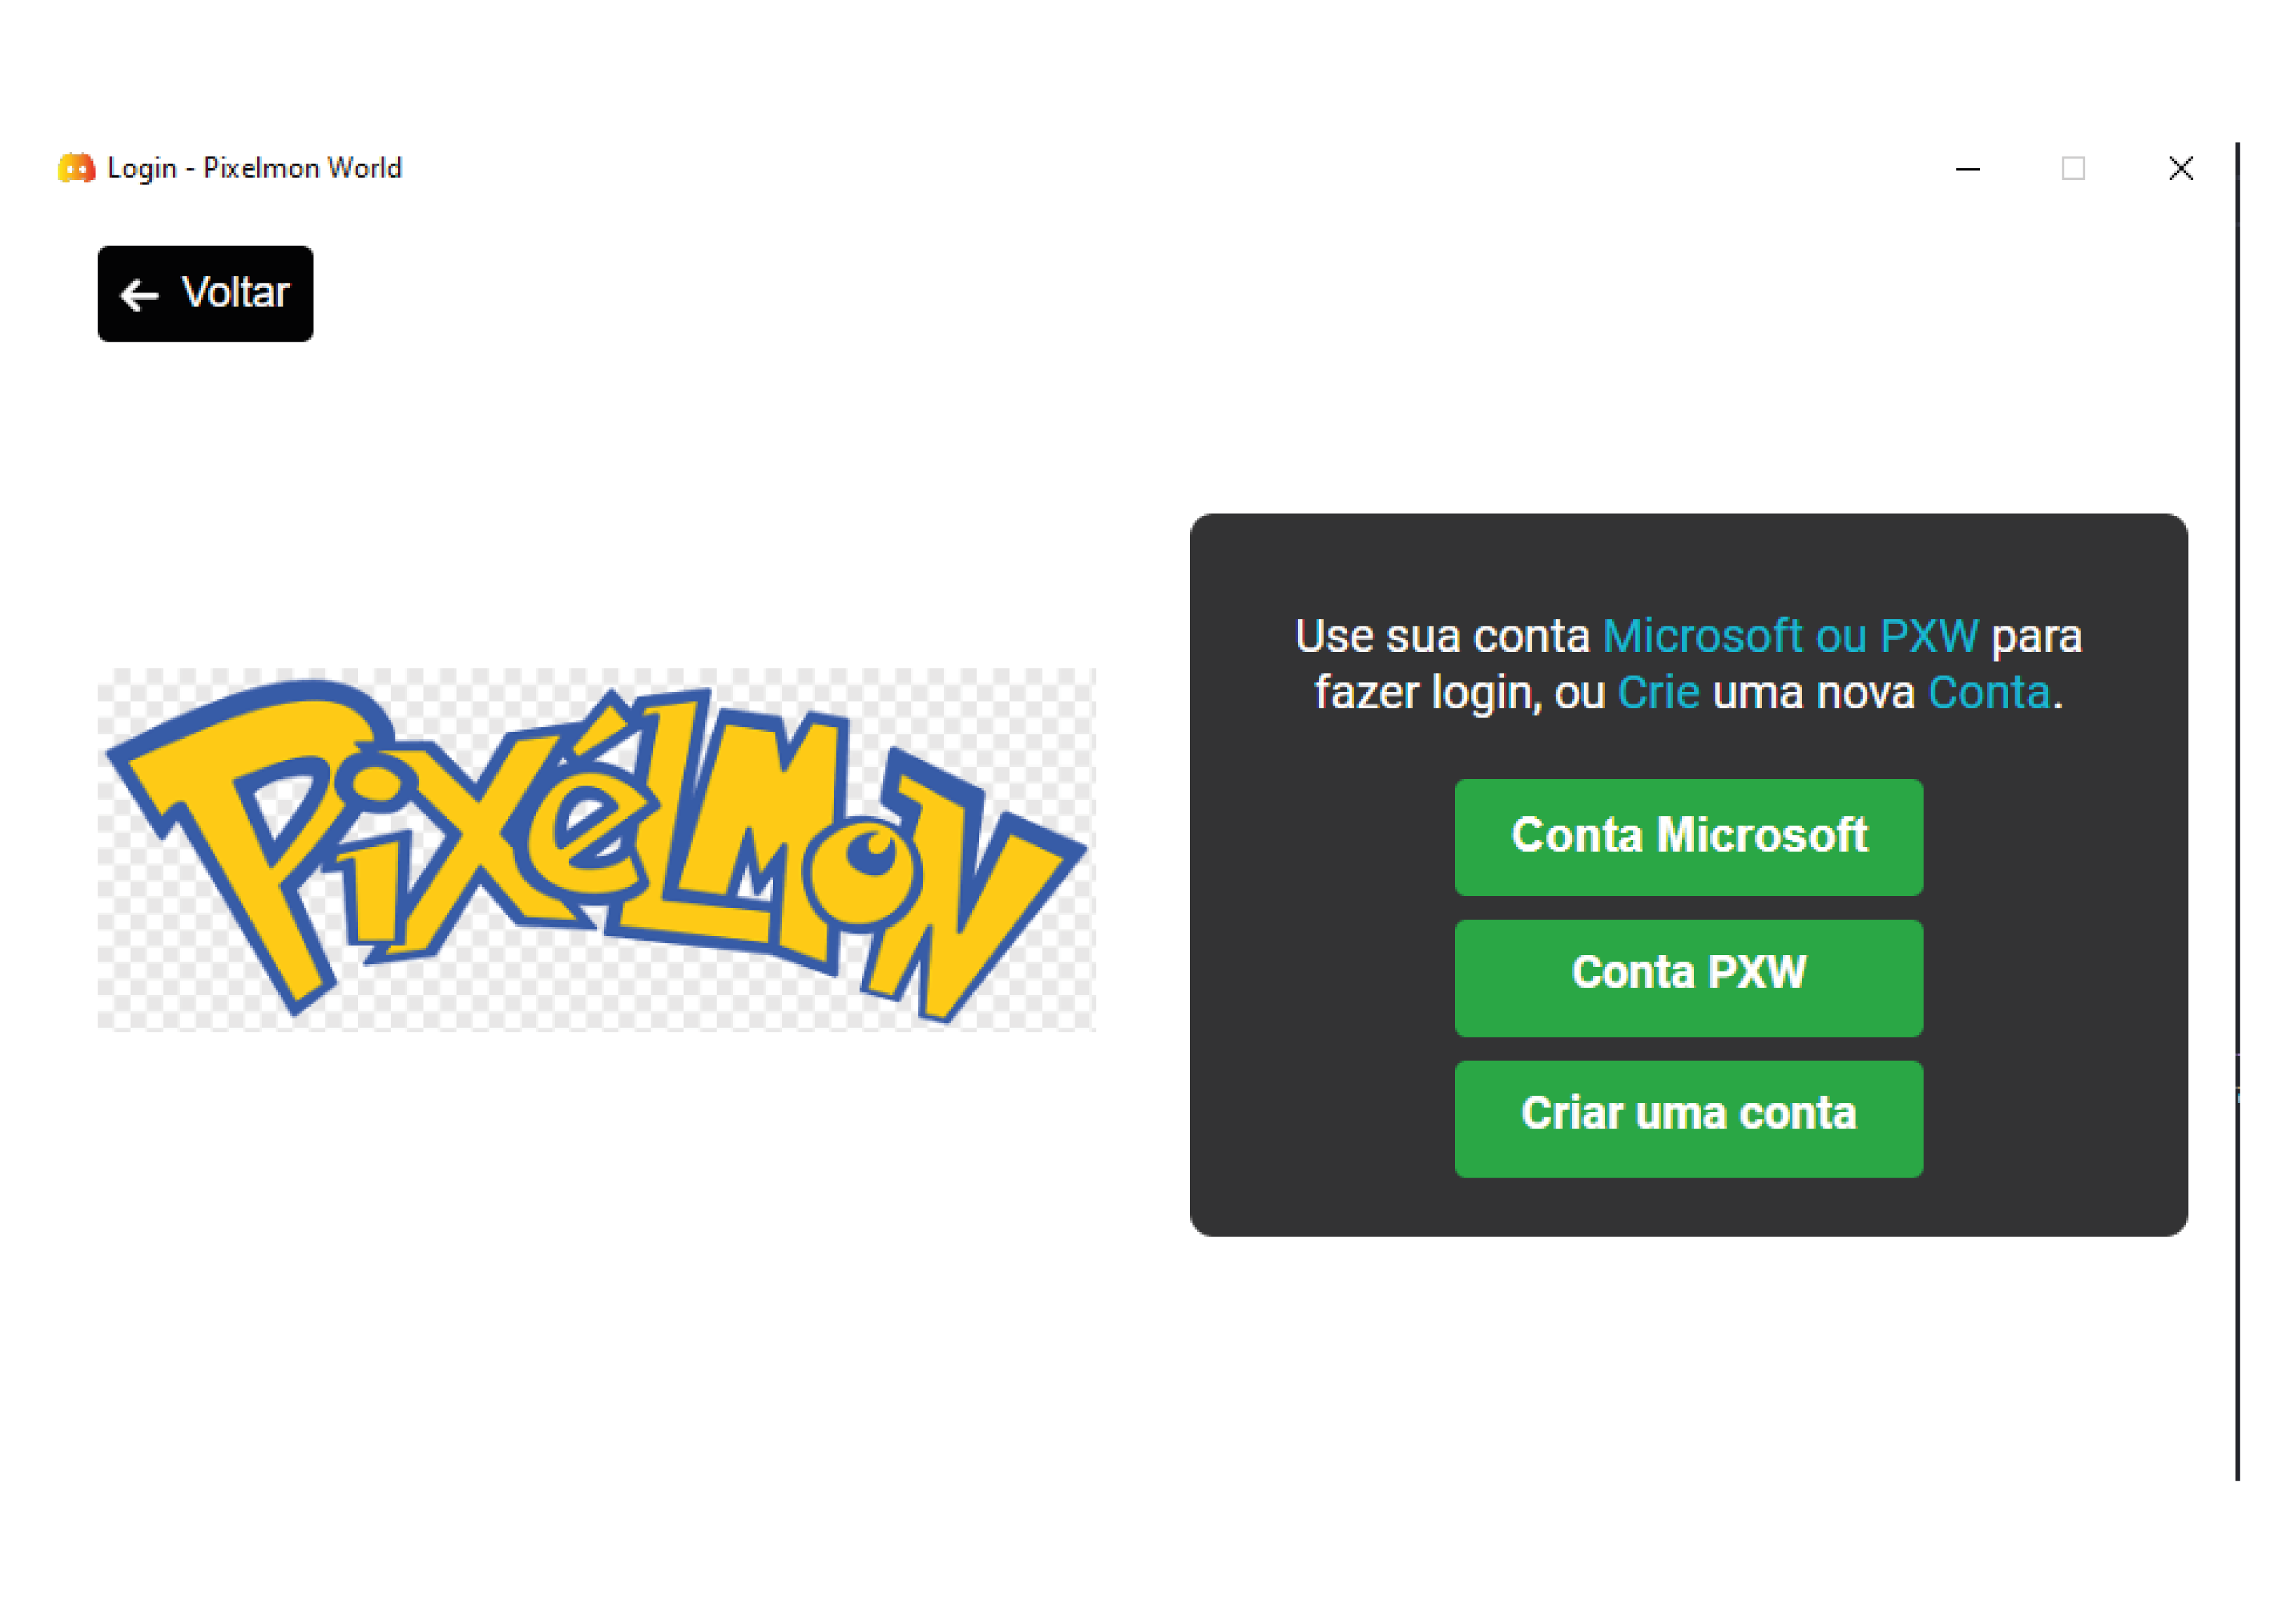 Login - Pixelmon World
Voltar
Pixélmon
Use sua conta Microsoft ou PXW para
fazer login, ou Crie uma nova Conta.
Conta Microsoft
Conta PXW
Criar uma conta